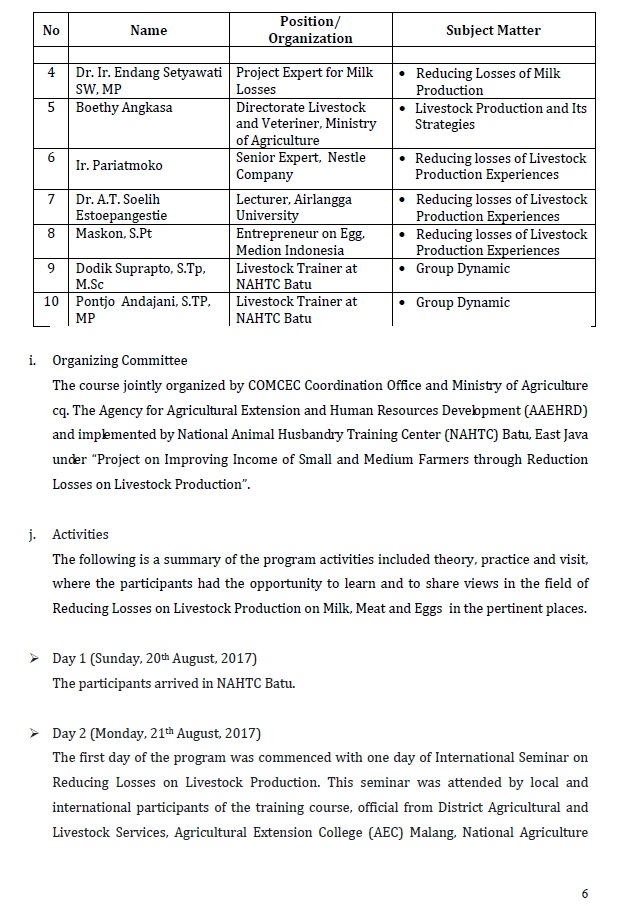 No Name Position/ Organization Subject Matter
4 Dr. Ir. Endang Setyawati SW, MP Project Expert for Milk Losses • Reducing Losses of Milk Production
5 Boethy Angkasa Directorate Livestock and Veteriner, Ministry of Agriculture • Livestock Production and Its Strategies
6 Ir. Pariatmoko Senior Expert, Nestle Company • Reducing losses of Livestock Production Experiences
7 Dr. A.T. Soelih Estoepangestie Lecturer, Airlangga University • Reducing losses of Livestock Production Experiences
8 Maskon, S.Pt Entrepreneur on Egg, Medion Indonesia • Reducing losses of Livestock Production Experiences
9 Dodik Suprapto, S.Tp, M.Sc Livestock Trainer at NAHTC Batu • Group Dynamic
10 Pontjo Andajani, S.TP, MP Livestock Trainer at NAHTC Batu • Group Dynamic
i. Organizing Committee
The course jointly organized by COMCEC Coordination Office and Ministry of Agriculture
cq. The Agency for Agricultural Extension and Human Resources Development (AAEHRD)
and implemented by National Animal Husbandry Training Center (NAHTC) Batu, East Java
under “Project on Improving Income of Small and Medium Farmers through Reduction
Losses on Livestock Production”.
j. Activities
The following is a summary of the program activities included theory, practice and visit,
where the participants had the opportunity to learn and to share views in the field of
Reducing Losses on Livestock Production on Milk, Meat and Eggs in the pertinent places.
➢ Day 1 (Sunday, 20th August, 2017)
The participants arrived in NAHTC Batu.
➢ Day 2 (Monday, 21th August, 2017)
The first day of the program was commenced with one day of International Seminar on
Reducing Losses on Livestock Production. This seminar was attended by local and
international participants of the training course, official from District Agricultural and
Livestock Services, Agricultural Extension College (AEC) Malang, National Agriculture
6